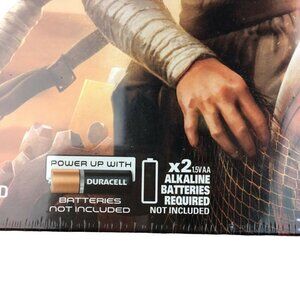 POWER UP WITH
DURACELL
BATTERIES
NOT INCLUDED
x2 1.5V AA
ALKALINE
BATTERIES
REQUIRED
NOT INCLUDED